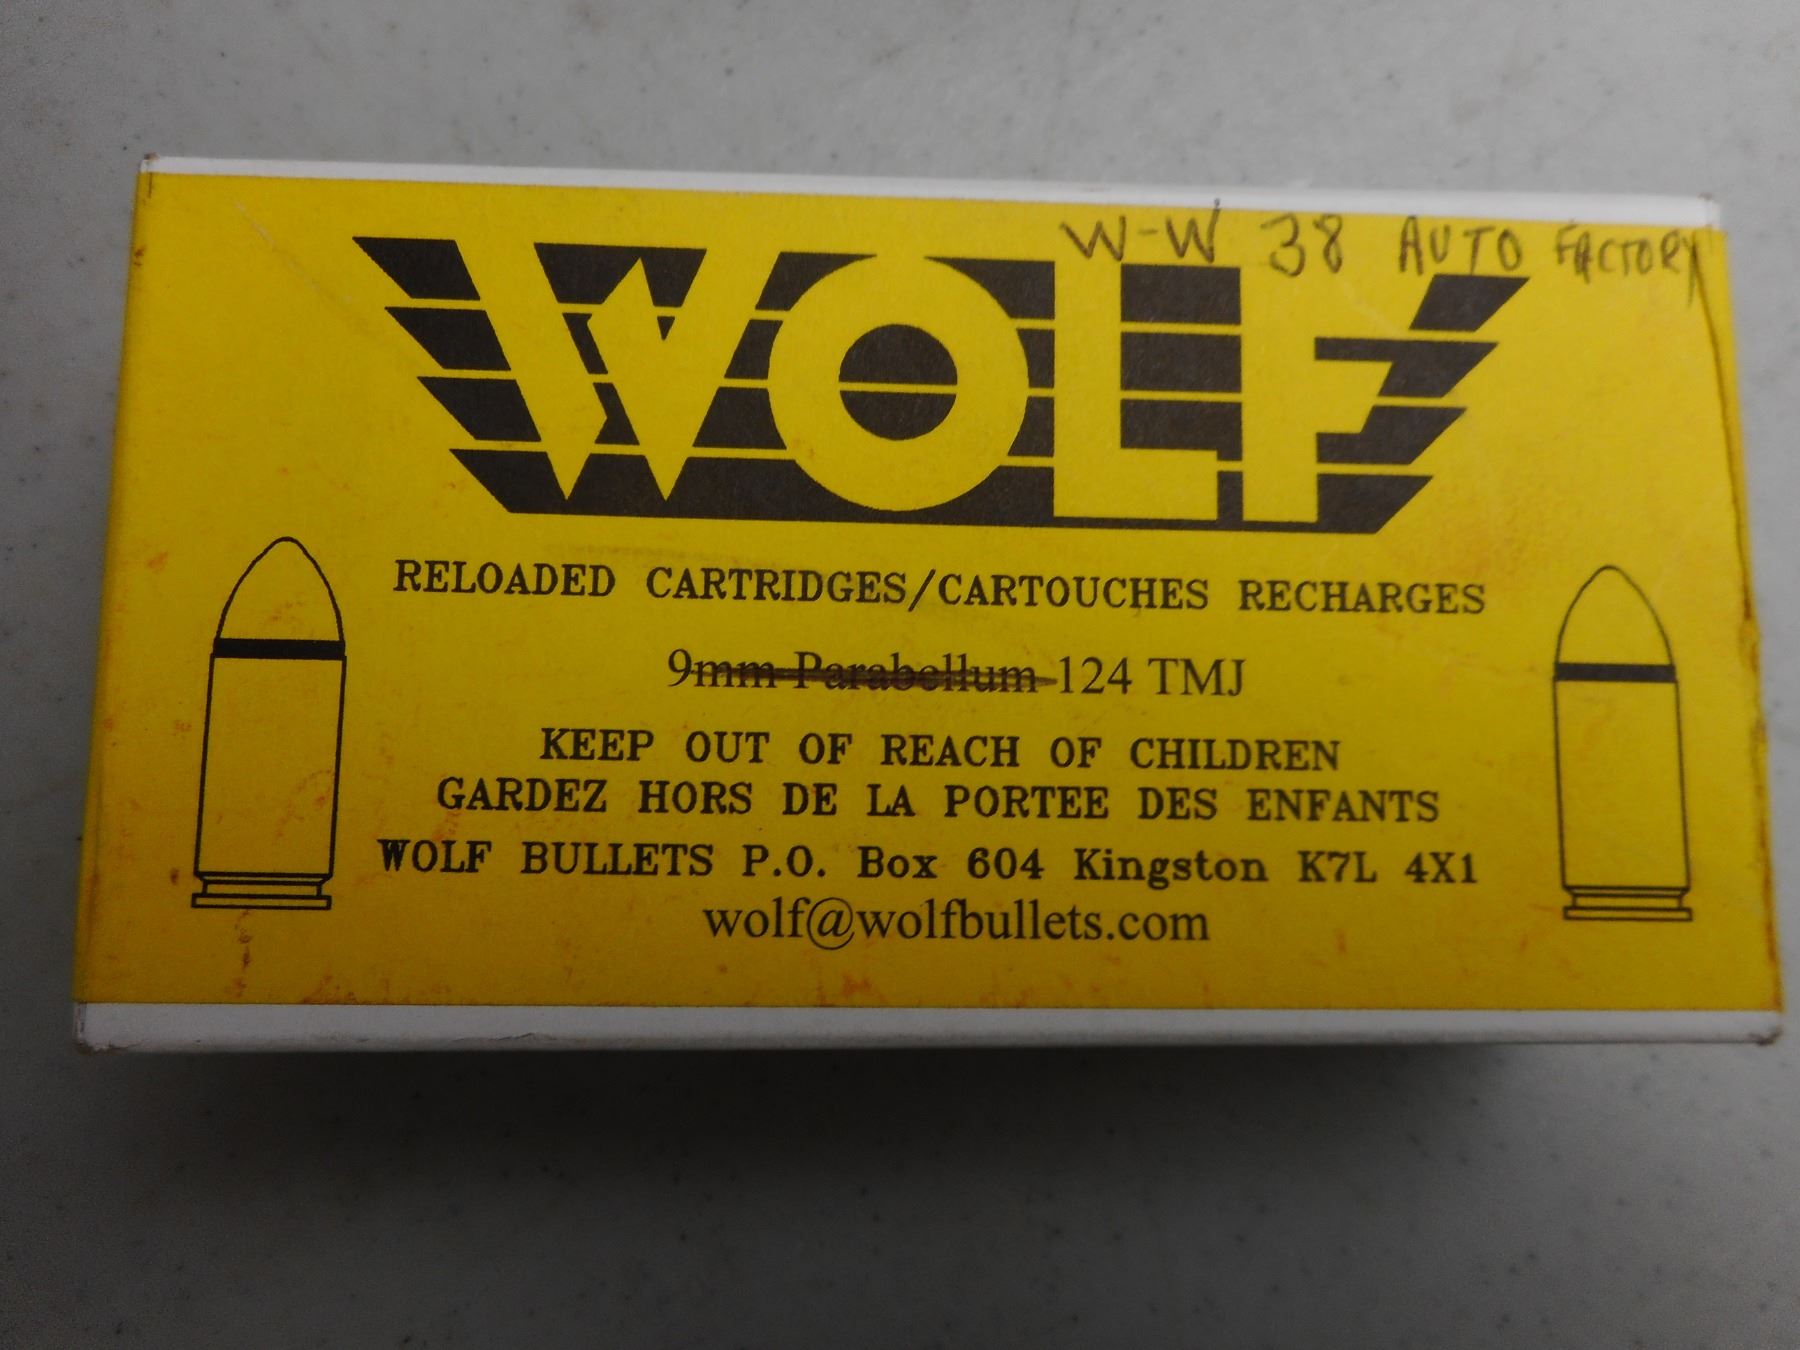 W-W 38 AUTO FACTORY
WOLF
RELOADED CARTRIDGES/CARTOUCHES RECHARGES
9mm Parabellum 124 TMJ
KEEP OUT OF REACH OF CHILDREN
GARDEZ HORS DE LA PORTEE DES ENFANTS
WOLF BULLETS P.O. Box 604 Kingston K7L 4X1
wolf@wolfbullets.com